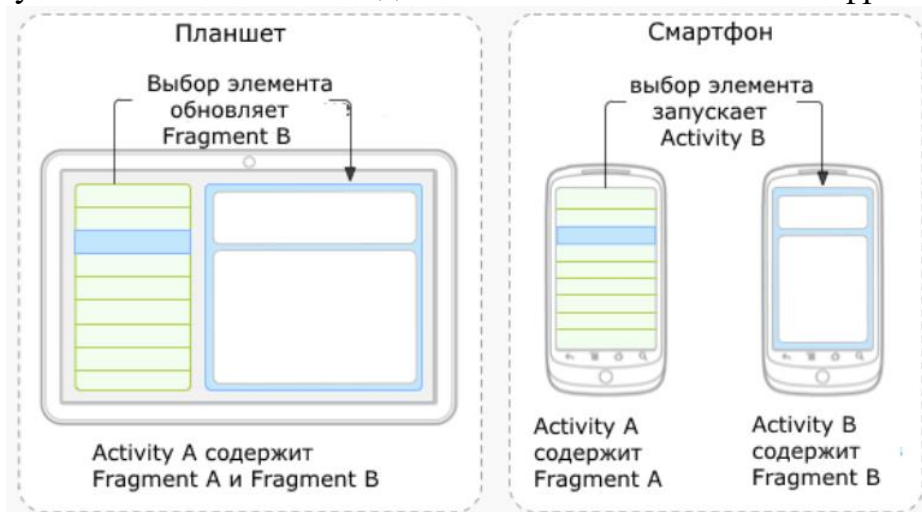 Планшет
Выбор элемента
обновляет
Fragment B
Activity A содержит
Fragment A и Fragment B
Смартфон
выбор элемента
запускает
Activity B
Activity A
содержит
Fragment A
Activity B
содержит
Fragment B